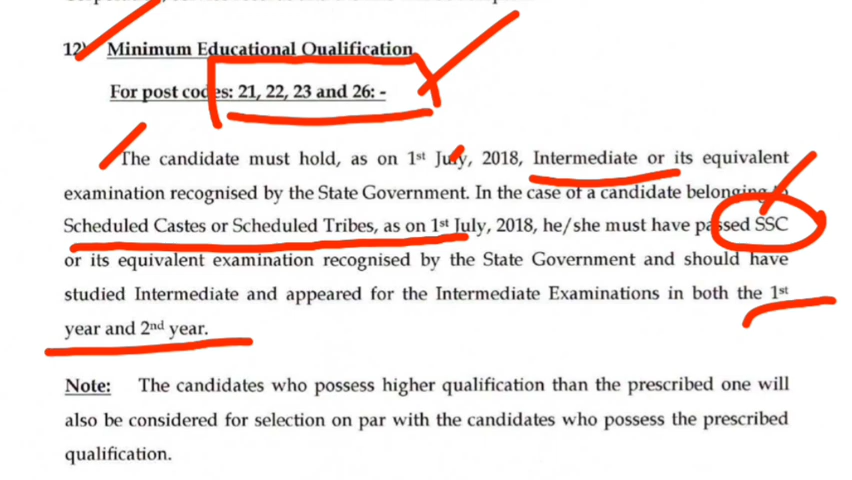 12) Minimum Educational Qualification
For post codes: 21, 22, 23 and 26: -
The candidate must hold, as on 1st July, 2018, Intermediate or its equivalent
examination recognised by the State Government. In the case of a candidate belonging to
Scheduled Castes or Scheduled Tribes, as on 1st July, 2018, he/she must have passed SSC
or its equivalent examination recognised by the State Government and should have
studied Intermediate and appeared for the Intermediate Examinations in both the 1st
year and 2nd year.
Note: The candidates who possess higher qualification than the prescribed one will
also be considered for selection on par with the candidates who possess the prescribed
qualification.